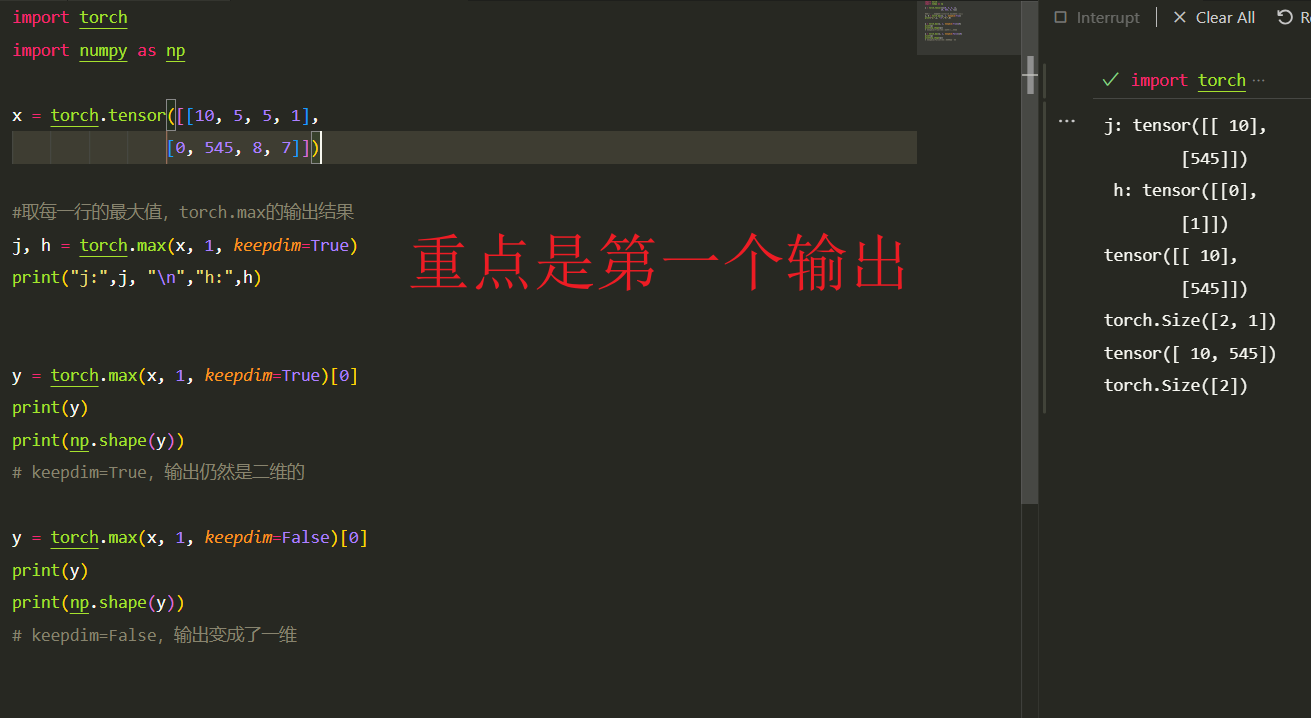 import torch
import numpy as np
x = torch.tensor([[10, 5, 5, 1],
[0, 545, 8, 7]])
#取每一行的最大值，torch.max的输出结果
j, h = torch.max(x, 1, keepdim=True)
print("j:",j, "\n","h:",h)
重点是第一个输出
y = torch.max(x, 1, keepdim=True)[0]
print(y)
print(np.shape(y))
# keepdim=True，输出仍然是二维的
y = torch.max(x, 1, keepdim=False)[0]
print(y)
print(np.shape(y))
# keepdim=False，输出变成了一维
Interrupt | Clear All
import torch ...
j: tensor([[ 10],
[545]])
h: tensor([[0],
[1]])
tensor([[ 10],
[545]])
torch.Size([2, 1])
tensor([ 10, 545])
torch.Size([2])